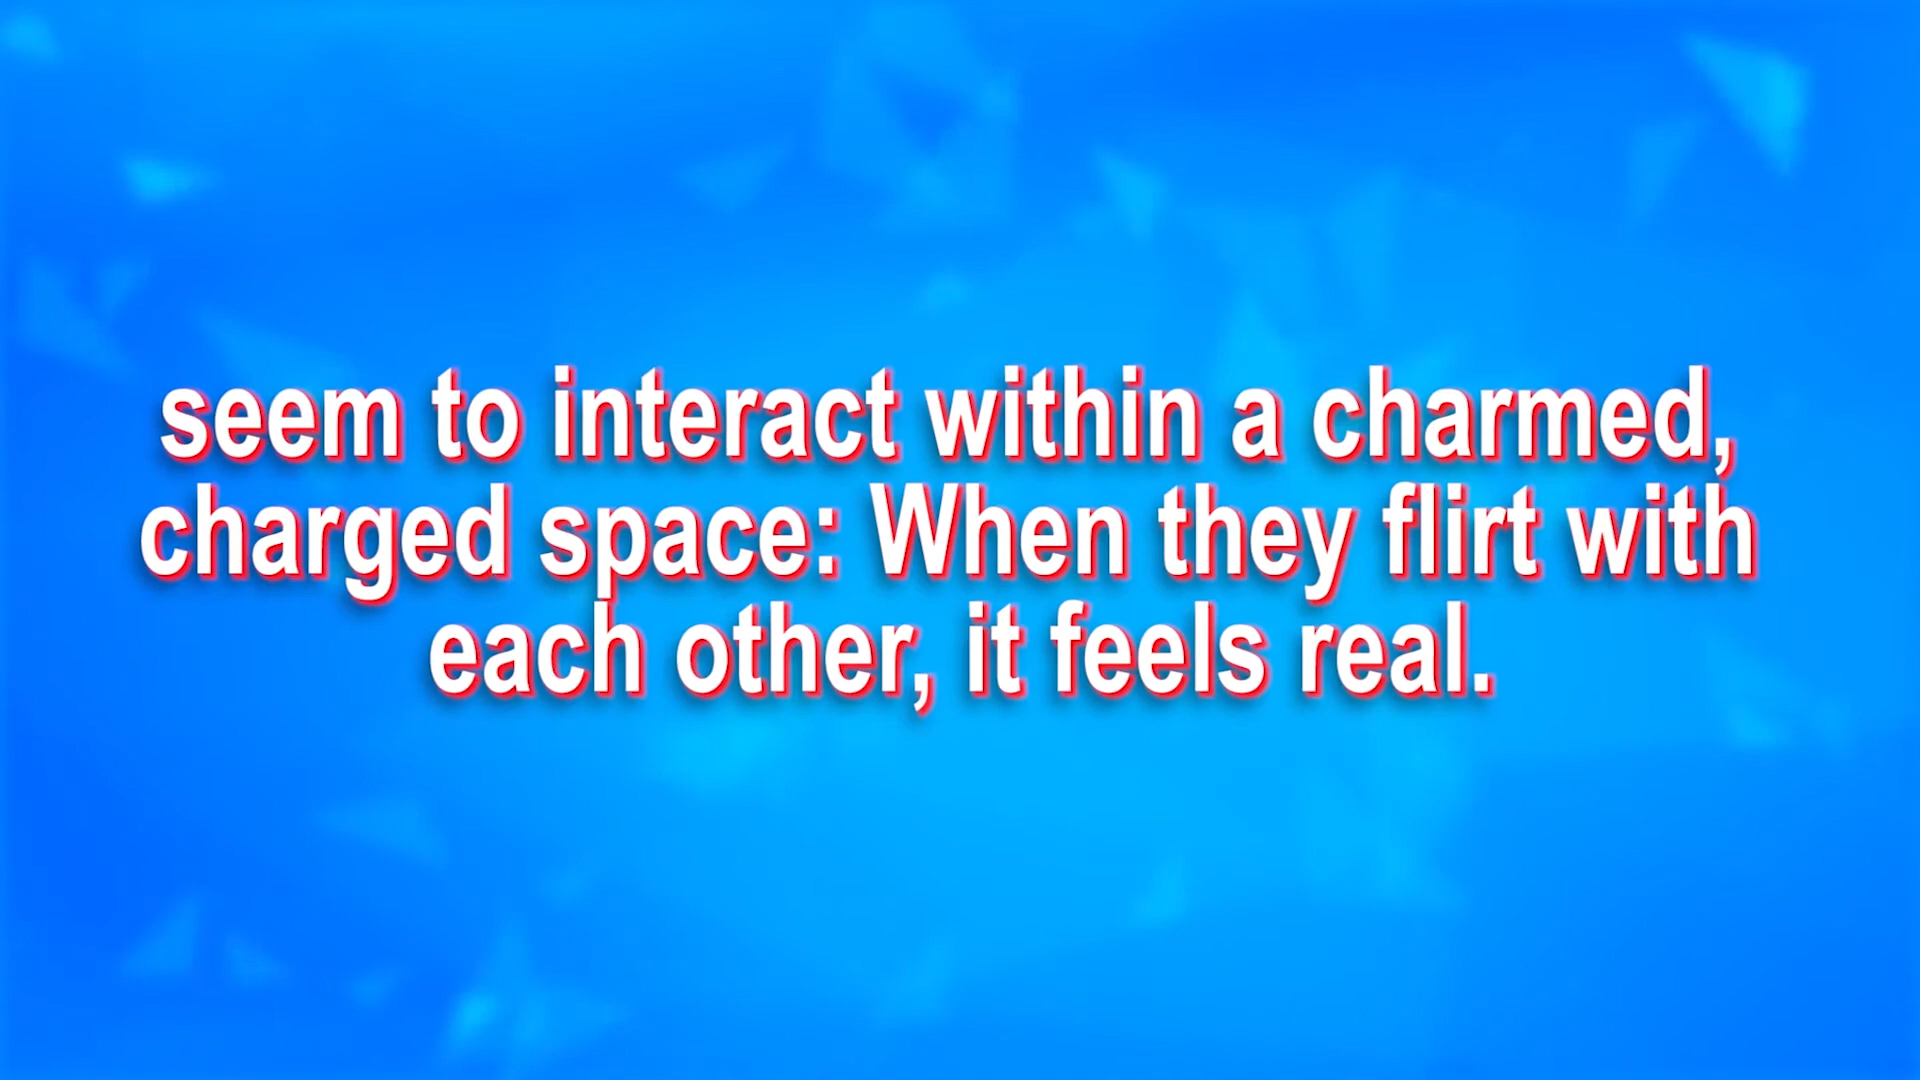 seem to interact within a charmed,
charged space: When they flirt with
each other, it feels real.